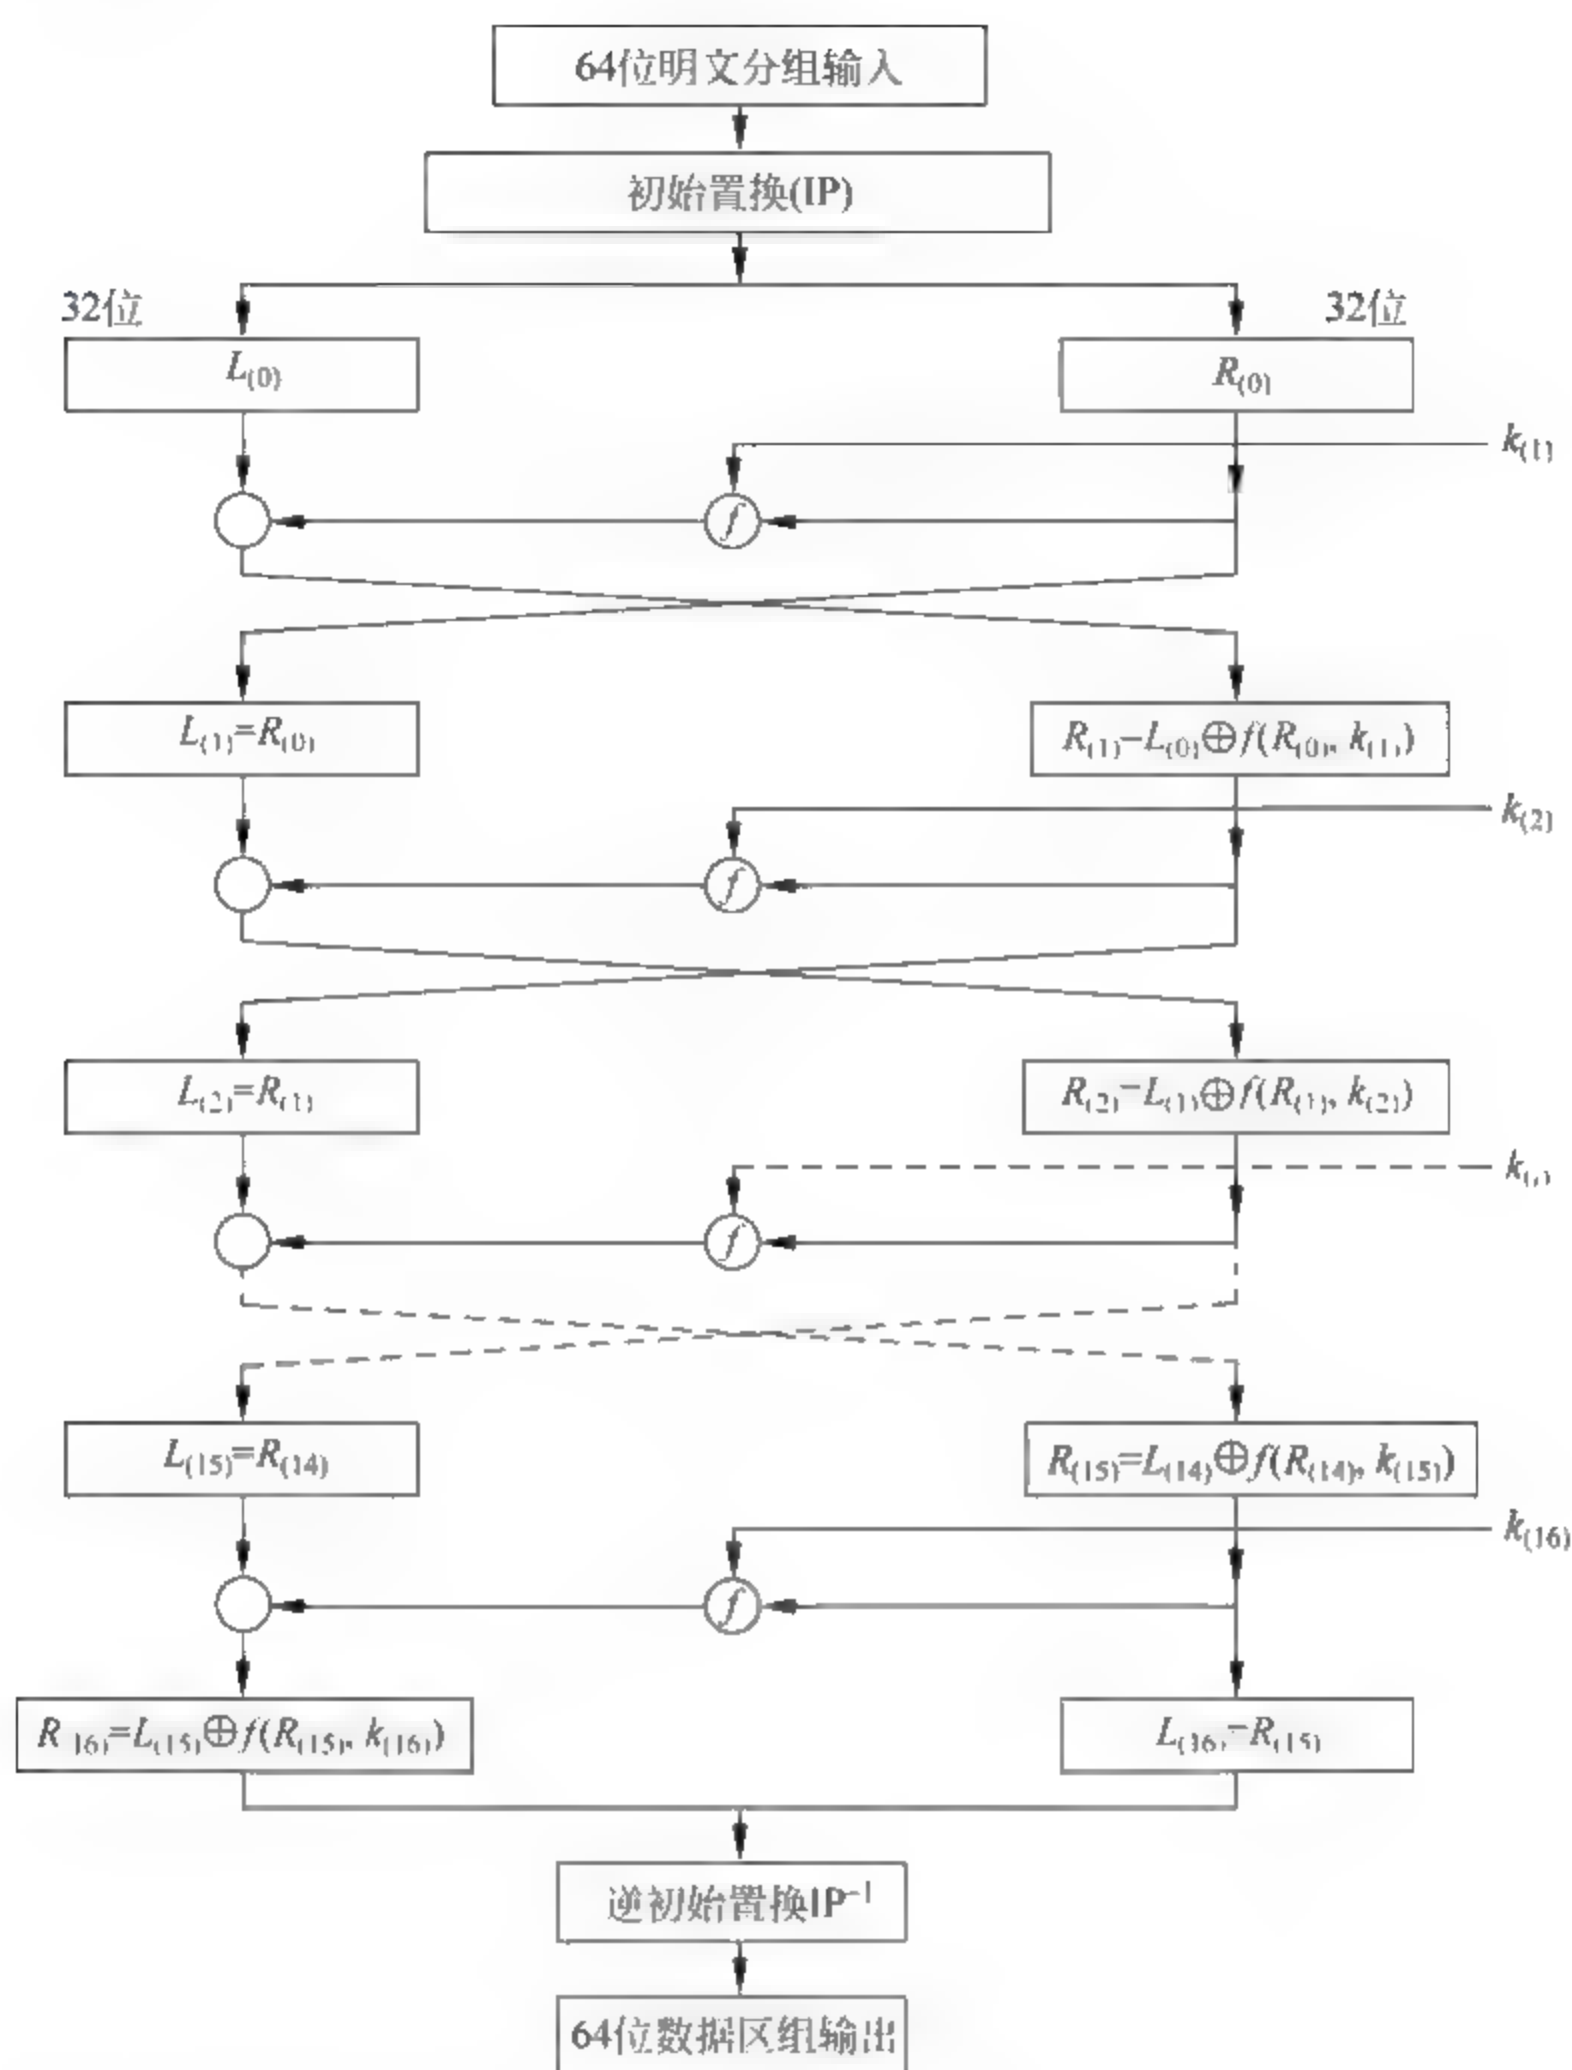 64位明文分组输入
初始置换(IP)
32位
32位
L(0)
R(0)
k(1)
f
L(1)=R(0)
R(1)=L(0)⊕f(R(0), k(1))
k(2)
f
L(2)=R(1)
R(2)=L(1)⊕f(R(1), k(2))
k(i)
f
L(15)=R(14)
R(15)=L(14)⊕f(R(14), k(15))
k(16)
f
R(16)=L(15)⊕f(R(15), k(16))
L(16)=R(15)
逆初始置换IP⁻¹
64位数据区组输出